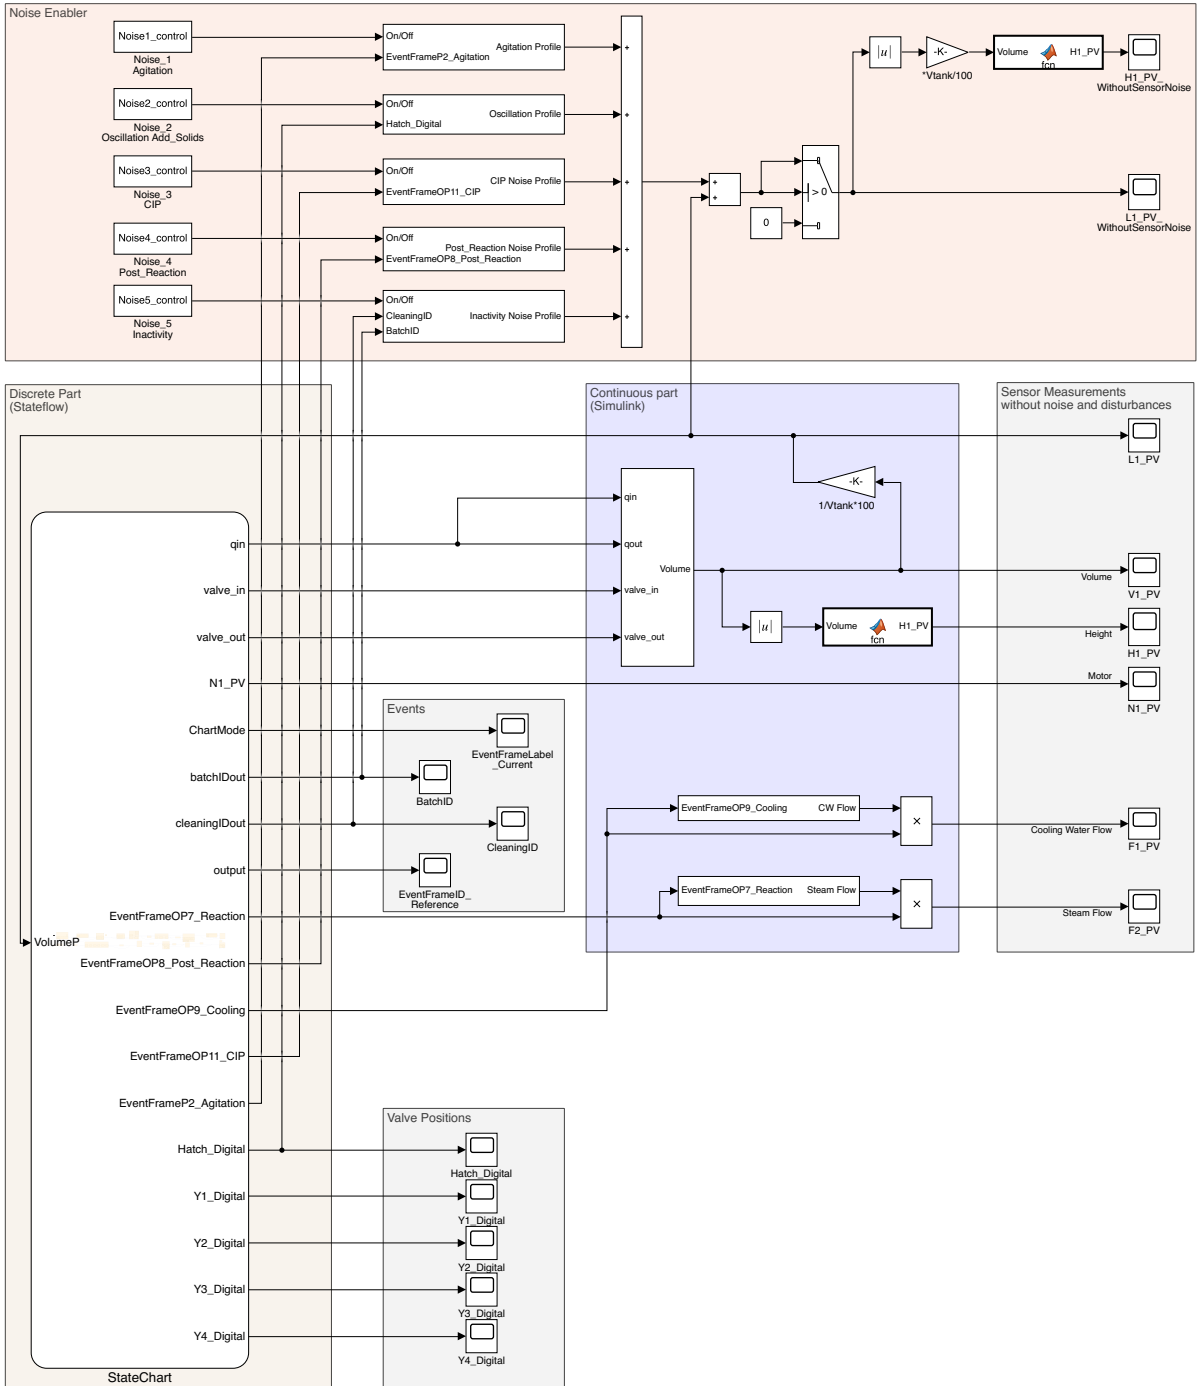 Noise Enabler
Noise1_control
Noise_1
Agitation
On/Off
EventFrameP2_Agitation
Agitation Profile
+
Noise2_control
Noise_2
Oscillation Add_Solids
On/Off
Hatch_Digital
Oscillation Profile
+
Noise3_control
Noise_3
CIP
On/Off
EventFrameOP11_CIP
CIP Noise Profile
+
Noise4_control
Noise_4
Post_Reaction
On/Off
EventFrameOP8_Post_Reaction
Post_Reaction Noise Profile
+
Noise5_control
Noise_5
Inactivity
On/Off
CleaningID
BatchID
Inactivity Noise Profile
+
+
+
0
> 0
|u|
-K-
*Vtank/100
Volume
H1_PV
fcn
H1_PV_
WithoutSensorNoise
L1_PV_
WithoutSensorNoise
Discrete Part
(Stateflow)
VolumeP
qin
valve_in
valve_out
N1_PV
ChartMode
batchIDout
cleaningIDout
output
EventFrameOP7_Reaction
EventFrameOP8_Post_Reaction
EventFrameOP9_Cooling
EventFrameOP11_CIP
EventFrameP2_Agitation
Hatch_Digital
Y1_Digital
Y2_Digital
Y3_Digital
Y4_Digital
StateChart
Events
EventFrameLabel
_Current
BatchID
CleaningID
EventFrameID_
Reference
Valve Positions
Hatch_Digital
Y1_Digital
Y2_Digital
Y3_Digital
Y4_Digital
Continuous part
(Simulink)
qin
qout
valve_in
valve_out
Volume
-K-
1/Vtank*100
|u|
Volume
H1_PV
fcn
EventFrameOP9_Cooling
CW Flow
×
EventFrameOP7_Reaction
Steam Flow
×
Sensor Measurements
without noise and disturbances
L1_PV
Volume
V1_PV
Height
H1_PV
Motor
N1_PV
Cooling Water Flow
F1_PV
Steam Flow
F2_PV